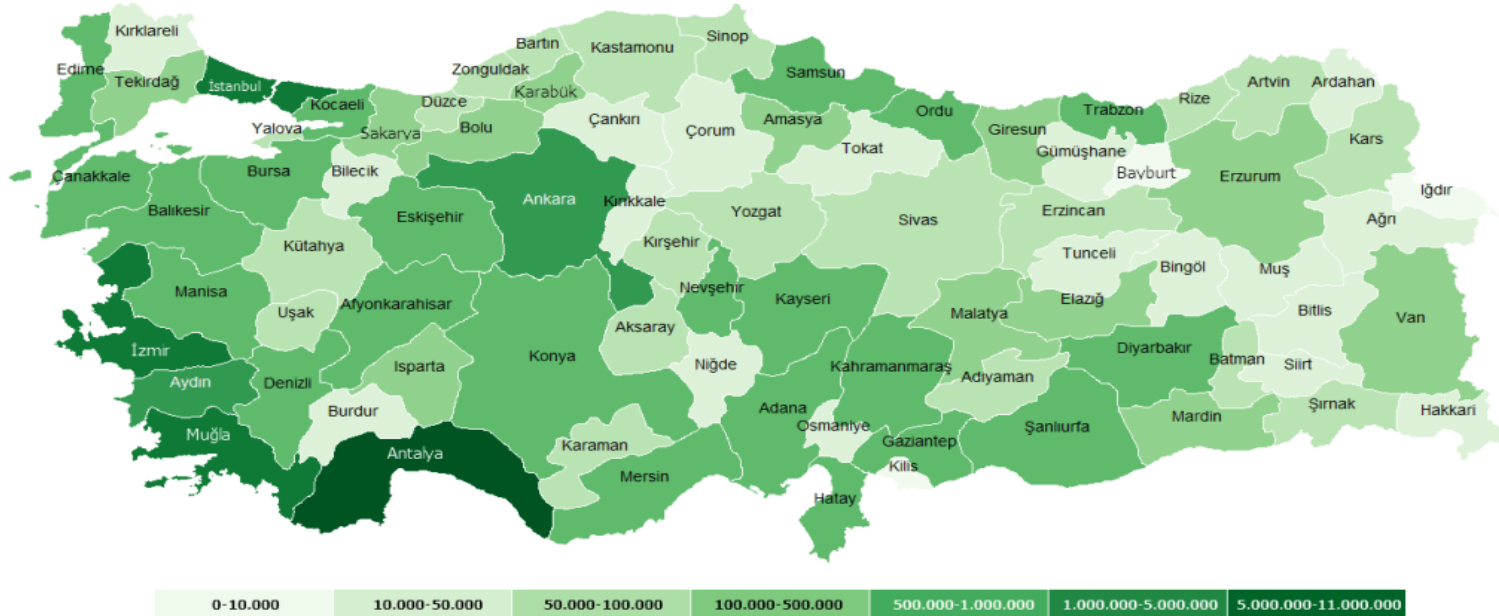 Kırklareli
Edirne
Tekirdağ
İstanbul
Kocaeli
Yalova
Sakarya
Düzce
Bolu
Zonguldak
Bartın
Karabük
Kastamonu
Sinop
Samsun
Ordu
Giresun
Trabzon
Rize
Artvin
Ardahan
Çankırı
Çorum
Amasya
Tokat
Gümüşhane
Bayburt
Erzurum
Kars
Iğdır
Ağrı
Çanakkale
Balıkesir
Bursa
Bilecik
Eskişehir
Ankara
Kırıkkale
Yozgat
Sivas
Erzincan
Tunceli
Bingöl
Muş
Kütahya
Kırşehir
Manisa
Uşak
Afyonkarahisar
Nevşehir
Kayseri
Malatya
Elazığ
Bitlis
Van
Aksaray
İzmir
Aydın
Denizli
Isparta
Konya
Niğde
Kahramanmaraş
Adıyaman
Diyarbakır
Batman
Siirt
Şırnak
Hakkari
Burdur
Muğla
Antalya
Karaman
Mersin
Adana
Osmaniye
Gaziantep
Kilis
Şanlıurfa
Mardin
Hatay
0-10.000 10.000-50.000 50.000-100.000 100.000-500.000 500.000-1.000.000 1.000.000-5.000.000 5.000.000-11.000.000